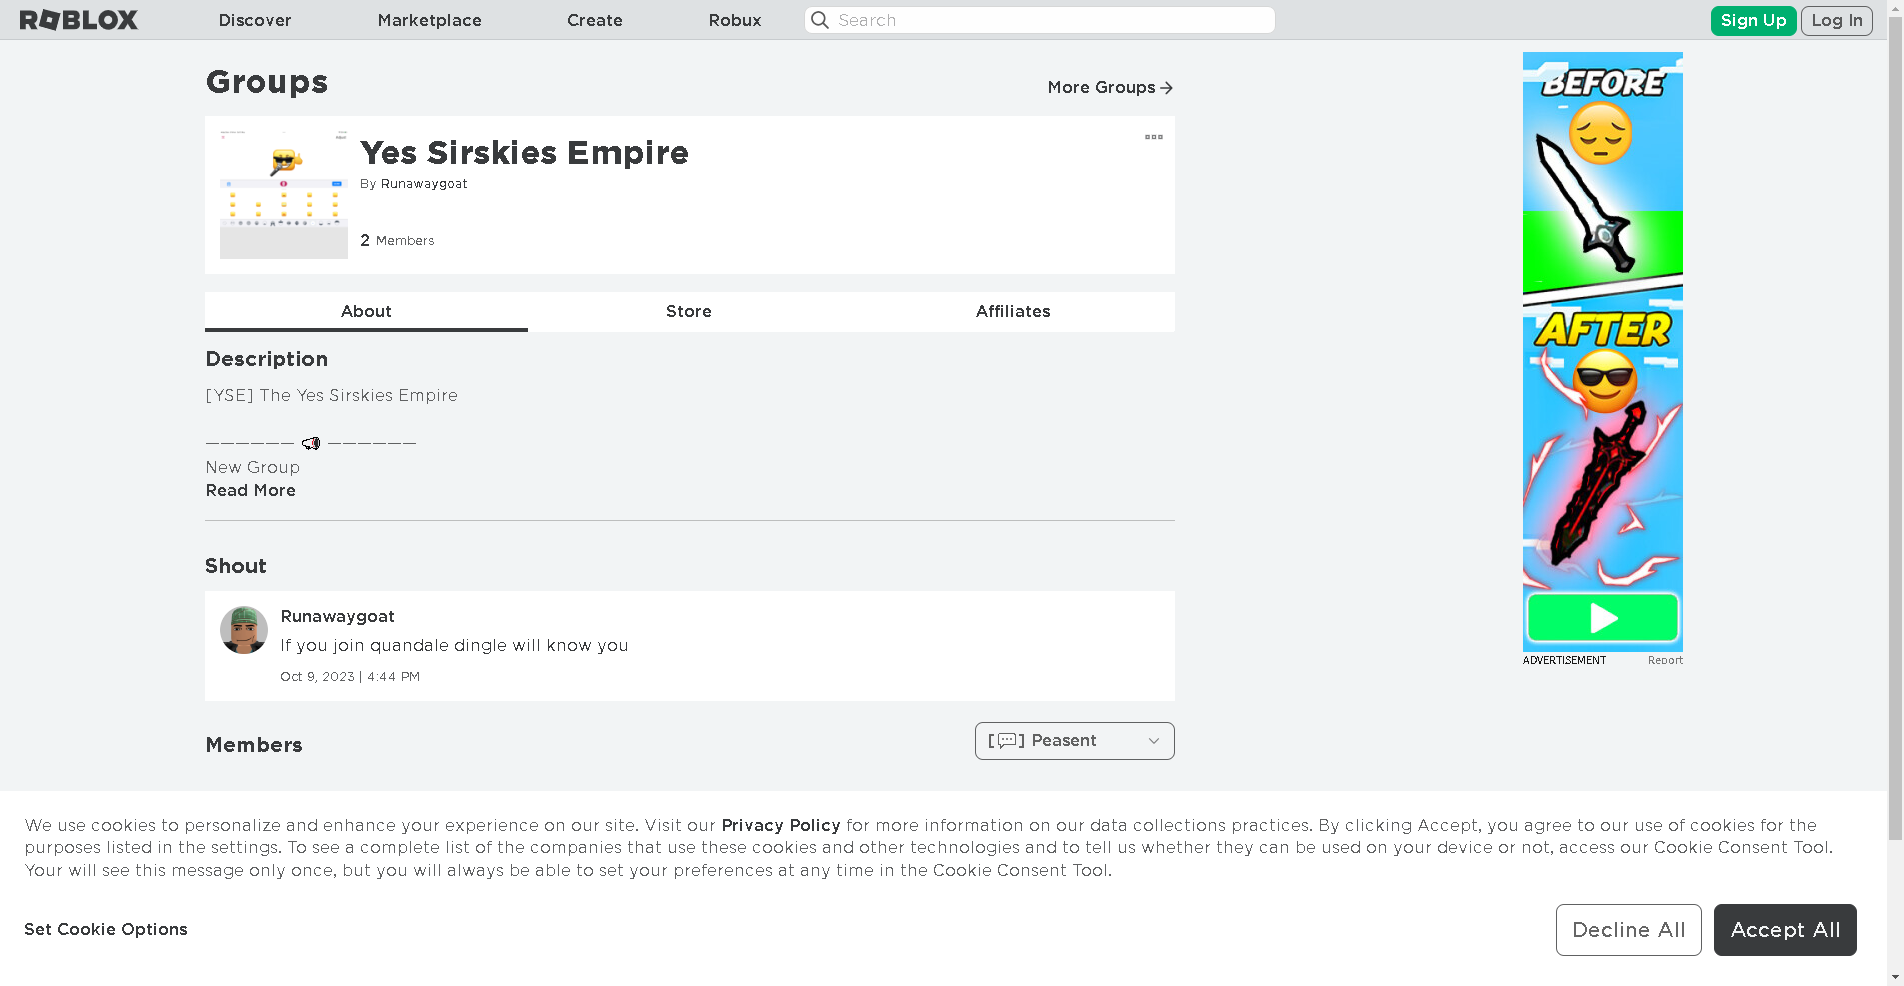 ROBLOX
Discover
Marketplace
Create
Robux
Search
Sign Up
Log In
Groups
More Groups
Yes Sirskies Empire
By Runawaygoat
2 Members
About
Store
Affiliates
Description
[YSE] The Yes Sirskies Empire
—————— ——————
New Group
Read More
Shout
Runawaygoat
If you join quandale dingle will know you
Oct 9, 2023 | 4:44 PM
Members
[💬] Peasent
BEFORE
AFTER
ADVERTISEMENT
Report
We use cookies to personalize and enhance your experience on our site. Visit our Privacy Policy for more information on our data collections practices. By clicking Accept, you agree to our use of cookies for the
purposes listed in the settings. To see a complete list of the companies that use these cookies and other technologies and to tell us whether they can be used on your device or not, access our Cookie Consent Tool.
Your will see this message only once, but you will always be able to set your preferences at any time in the Cookie Consent Tool.
Set Cookie Options
Decline All
Accept All